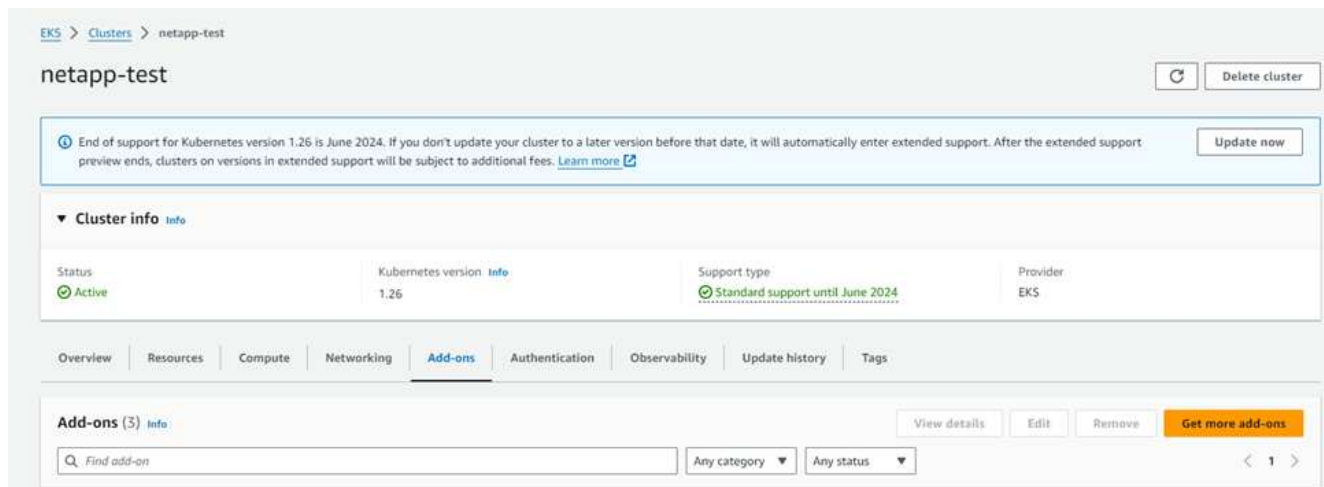 EKS > Clusters > netapp-test
netapp-test
Delete cluster
End of support for Kubernetes version 1.26 is June 2024. If you don't update your cluster to a later version before that date, it will automatically enter extended support. After the extended support
preview ends, clusters on versions in extended support will be subject to additional fees. Learn more
Update now
Cluster info Info
Status
Active
Kubernetes version Info
1.26
Support type
Standard support until June 2024
Provider
EKS
Overview Resources Compute Networking Add-ons Authentication Observability Update history Tags
Add-ons (3) Info
View details Edit Remove Get more add-ons
Find add-on
Any category Any status < 1 >